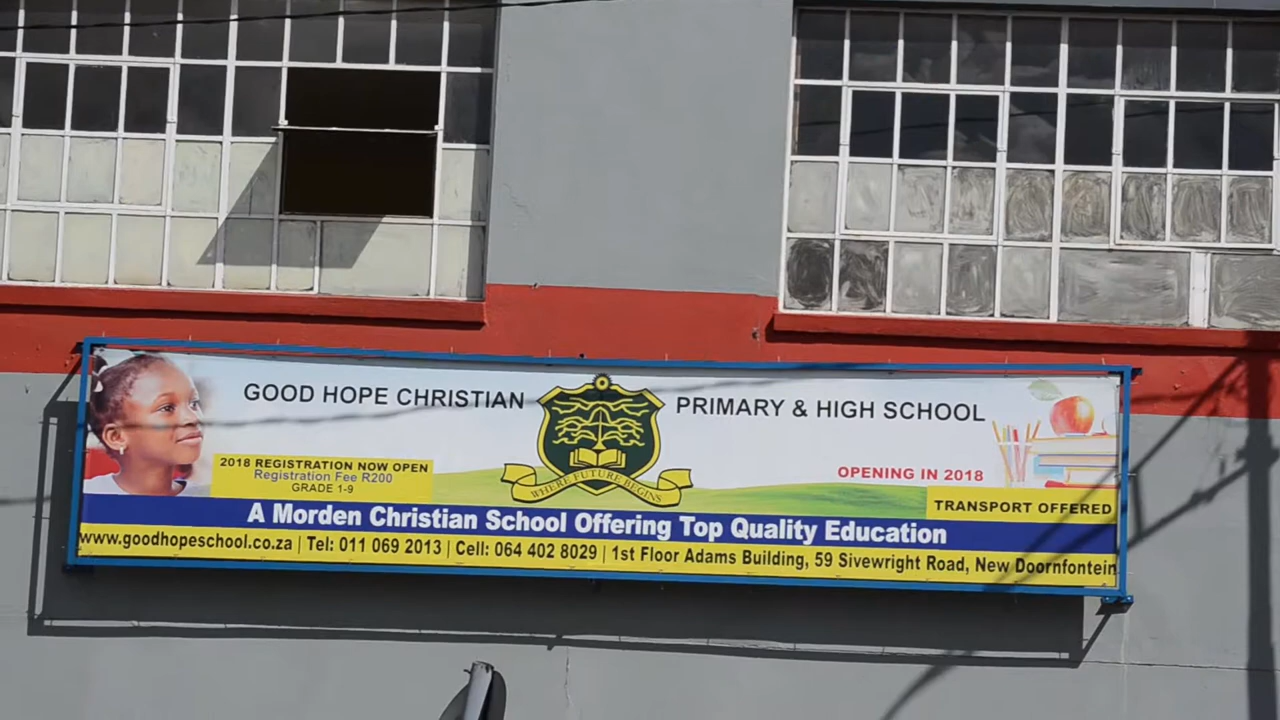 GOOD HOPE CHRISTIAN PRIMARY & HIGH SCHOOL
2018 REGISTRATION NOW OPEN
Registration Fee R200
GRADE 1-9
WHERE FUTURE BEGINS
OPENING IN 2018
TRANSPORT OFFERED
A Morden Christian School Offering Top Quality Education
www.goodhopeschool.co.za | Tel: 011 069 2013 | Cell: 064 402 8029 | 1st Floor Adams Building, 59 Sivewright Road, New Doornfontein